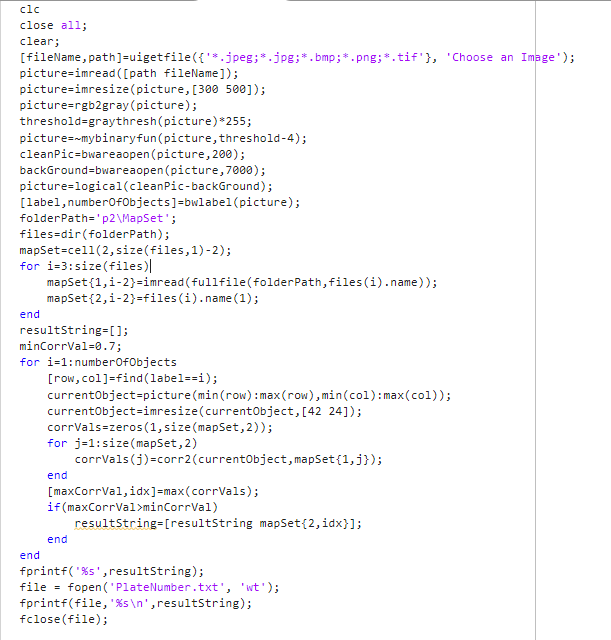 clc
close all;
clear;
[fileName,path]=uigetfile({'*.jpeg;*.jpg;*.bmp;*.png;*.tif'}, 'Choose an Image');
picture=imread([path fileName]);
picture=imresize(picture,[300 500]);
picture=rgb2gray(picture);
threshold=graythresh(picture)*255;
picture=~mybinaryfun(picture,threshold-4);
cleanPic=bwareaopen(picture,200);
backGround=bwareaopen(picture,7000);
picture=logical(cleanPic-backGround);
[label,numberOfObjects]=bwlabel(picture);
folderPath='p2\MapSet';
files=dir(folderPath);
mapSet=cell(2,size(files,1)-2);
for i=3:size(files)
    mapSet{1,i-2}=imread(fullfile(folderPath,files(i).name));
    mapSet{2,i-2}=files(i).name(1);
end
resultString=[];
minCorrVal=0.7;
for i=1:numberOfObjects
    [row,col]=find(label==i);
    currentObject=picture(min(row):max(row),min(col):max(col));
    currentObject=imresize(currentObject,[42 24]);
    corrVals=zeros(1,size(mapSet,2));
    for j=1:size(mapSet,2)
        corrVals(j)=corr2(currentObject,mapSet{1,j});
    end
    [maxCorrVal,idx]=max(corrVals);
    if(maxCorrVal>minCorrVal)
        resultString=[resultString mapSet{2,idx}];
    end
end
fprintf('%s',resultString);
file = fopen('PlateNumber.txt', 'wt');
fprintf(file,'%s\n',resultString);
fclose(file);